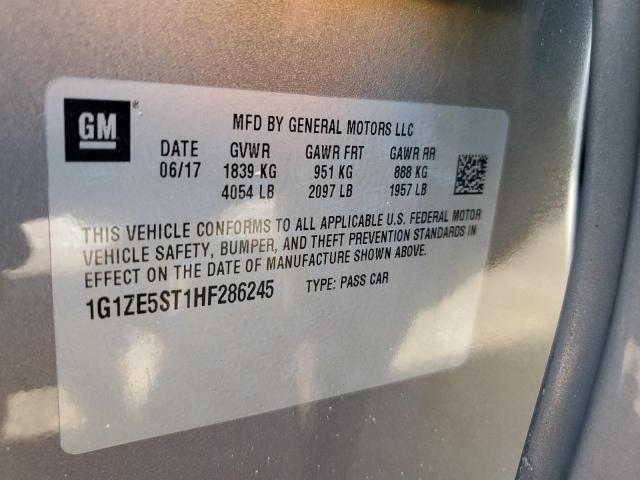 GM
MFD BY GENERAL MOTORS LLC
DATE GVWR GAWR FRT GAWR RR
06/17 1839 KG 951 KG 888 KG
4054 LB 2097 LB 1957 LB
THIS VEHICLE CONFORMS TO ALL APPLICABLE U.S. FEDERAL MOTOR
VEHICLE SAFETY, BUMPER, AND THEFT PREVENTION STANDARDS IN
EFFECT ON THE DATE OF MANUFACTURE SHOWN ABOVE.
1G1ZE5ST1HF286245 TYPE: PASS CAR